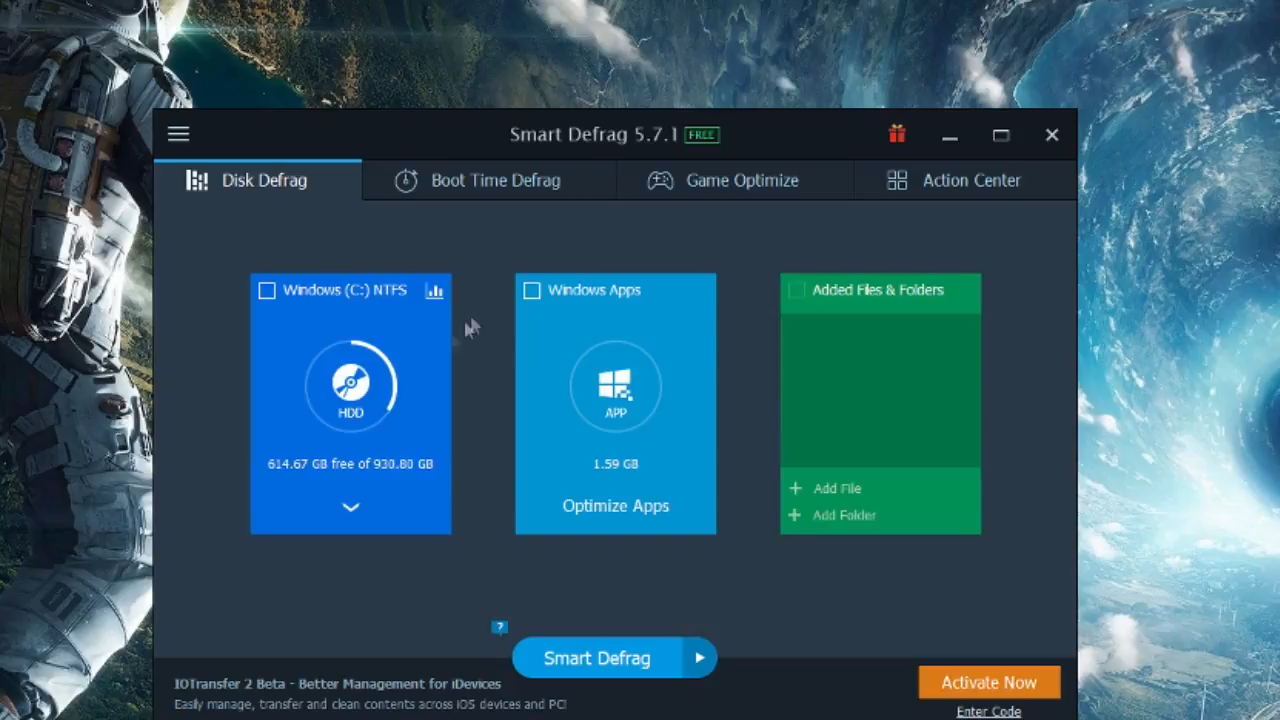 Smart Defrag 5.7.1 FREE
Disk Defrag
Boot Time Defrag
Game Optimize
Action Center
Windows (C:) NTFS
HDD
614.67 GB free of 930.80 GB
Windows Apps
APP
1.59 GB
Optimize Apps
Added Files & Folders
+ Add File
+ Add Folder
?
Smart Defrag
IOTransfer 2 Beta - Better Management for iDevices
Easily manage, transfer and clean contents across iOS devices and PC!
Activate Now
Enter Code
01